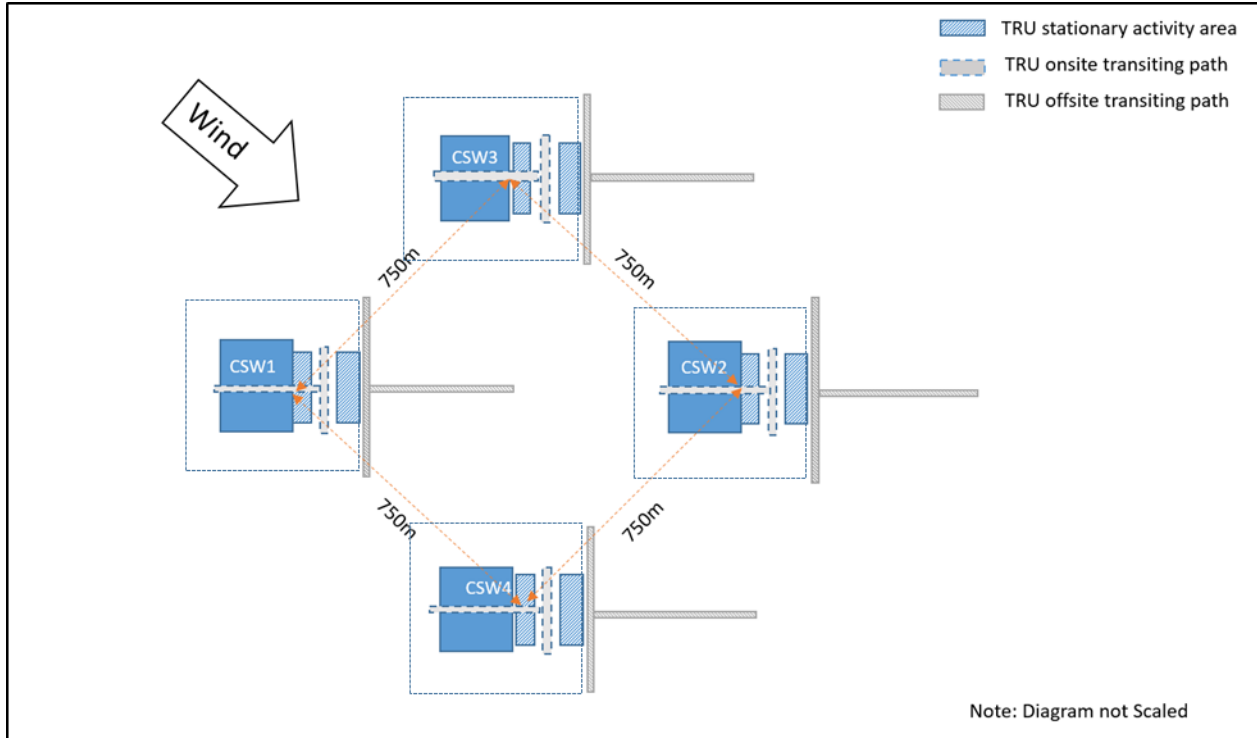 TRU stationary activity area
TRU onsite transiting path
TRU offsite transiting path
Wind
CSW3
750m
750m
CSW1
CSW2
750m
750m
CSW4
Note: Diagram not Scaled